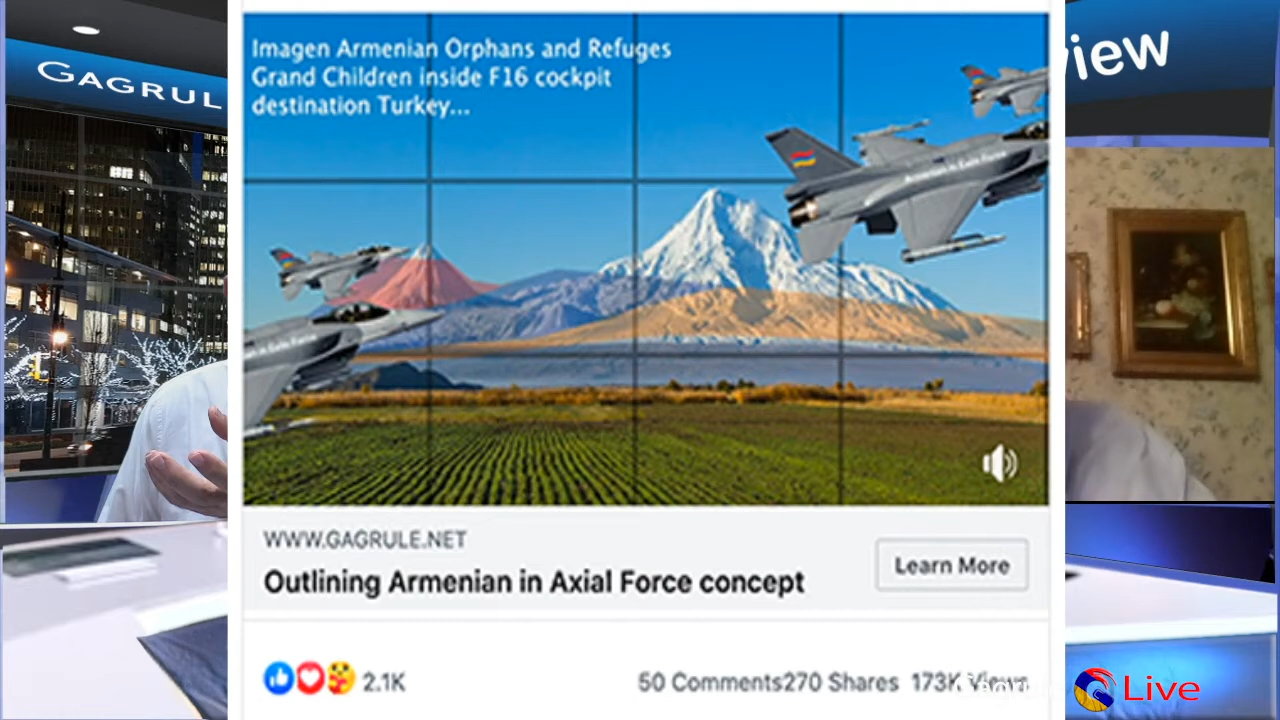 GAGRUL
iew
Imagen Armenian Orphans and Refuges
Grand Children inside F16 cockpit
destination Turkey...
WWW.GAGRULE.NET
Outlining Armenian in Axial Force concept
Learn More
2.1K
50 Comments270 Shares 173K Views
Live